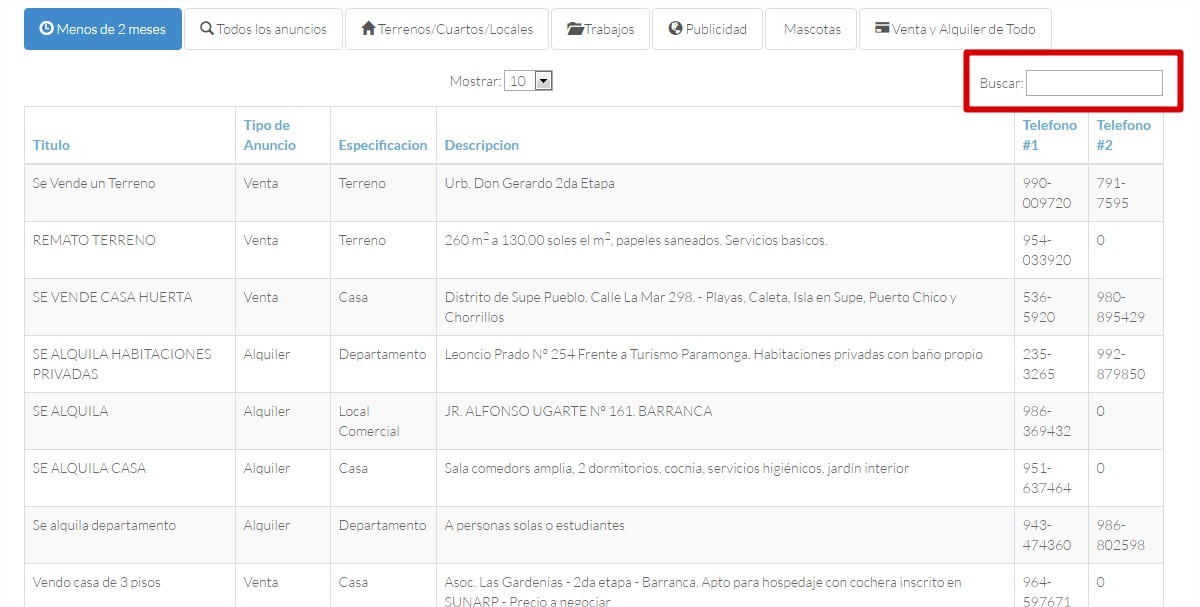 Menos de 2 meses Todos los anuncios Terrenos/Cuartos/Locales Trabajos Publicidad Mascotas Venta y Alquiler de Todo
Mostrar: 10 Buscar:
Titulo Tipo de Anuncio Especificacion Descripcion Telefono #1 Telefono #2
Se Vende un Terreno Venta Terreno Urb. Don Gerardo 2da Etapa 990- 791-
009720 7595
REMATO TERRENO Venta Terreno 260 m2 a 130.00 soles el m2, papeles saneados. Servicios basicos. 954- 0
033920
SE VENDE CASA HUERTA Venta Casa Distrito de Supe Pueblo. Calle La Mar 298. - Playas, Caleta, Isla en Supe, Puerto Chico y 536- 980-
Chorrillos 5920 895429
SE ALQUILA HABITACIONES Alquiler Departamento Leoncio Prado Nº 254 Frente a Turismo Paramonga. Habitaciones privadas con baño propio 235- 992-
PRIVADAS 3265 879850
SE ALQUILA Alquiler Local JR. ALFONSO UGARTE Nº 161. BARRANCA 986- 0
Comercial 369432
SE ALQUILA CASA Alquiler Casa Sala comedors amplia, 2 dormitorios, cocnia, servicios higiénicos, jardín interior 951- 0
637464
Se alquila departamento Alquiler Departamento A personas solas o estudiantes 943- 986-
474360 802598
Vendo casa de 3 pisos Venta Casa Asoc. Las Gardenias - 2da etapa - Barranca. Apto para hospedaje con cochera inscrito en 964- 0
SUNARP - Precio a negociar 597671